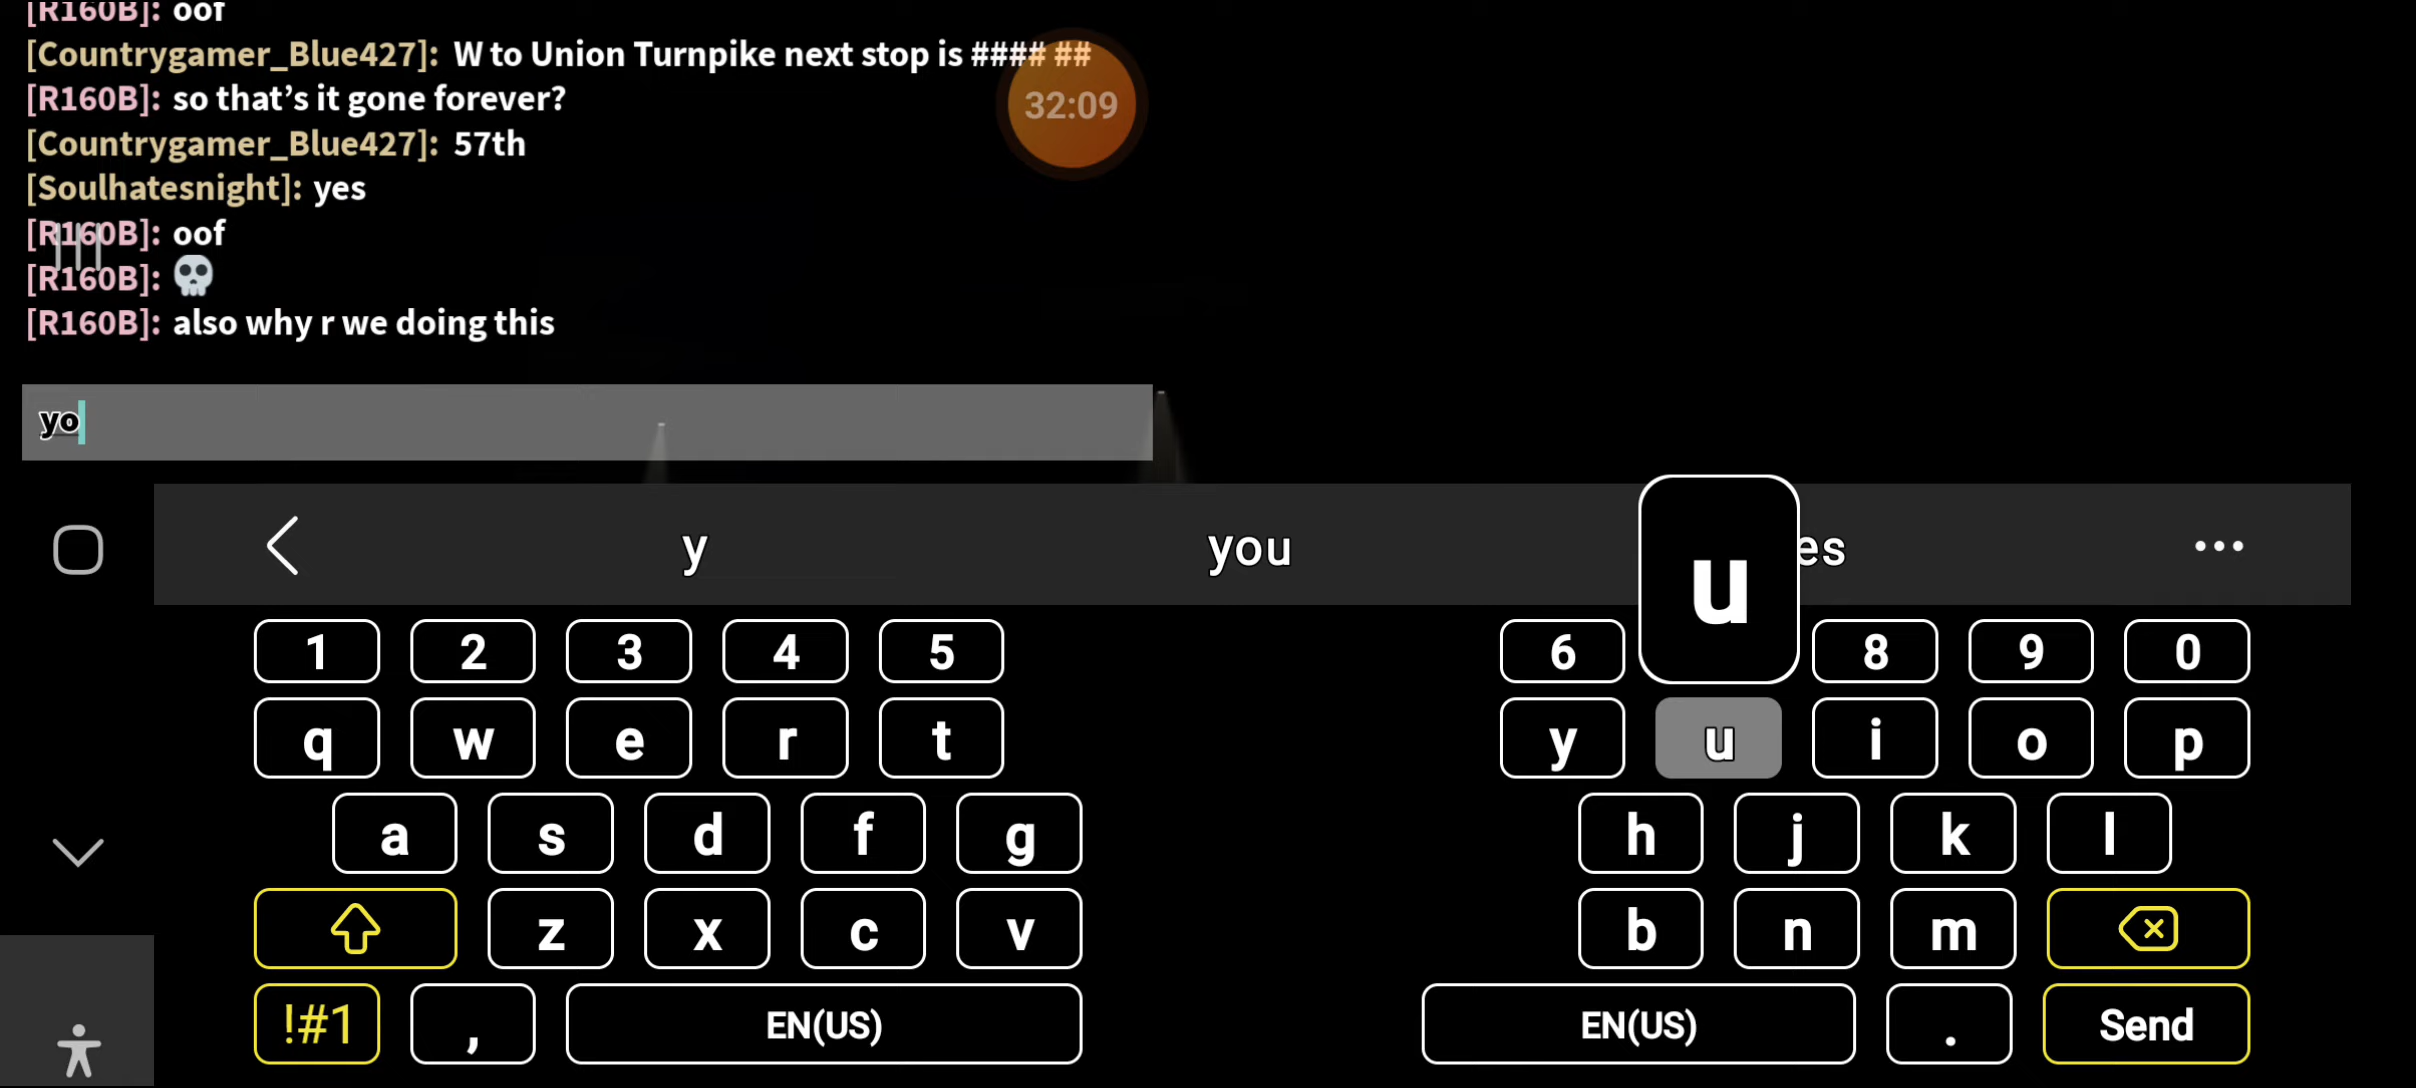 [R160B]: oof
[Countrygamer_Blue427]: W to Union Turnpike next stop is #### ##
[R160B]: so that’s it gone forever?
[Countrygamer_Blue427]: 57th
[Soulhatesnight]: yes
[R160B]: oof
[R160B]: 💀
[R160B]: also why r we doing this
32:09
yo
y you es
u
1 2 3 4 5 6 8 9 0
q w e r t y u i o p
a s d f g h j k l
z x c v b n m
!#1 , EN(US) EN(US) . Send